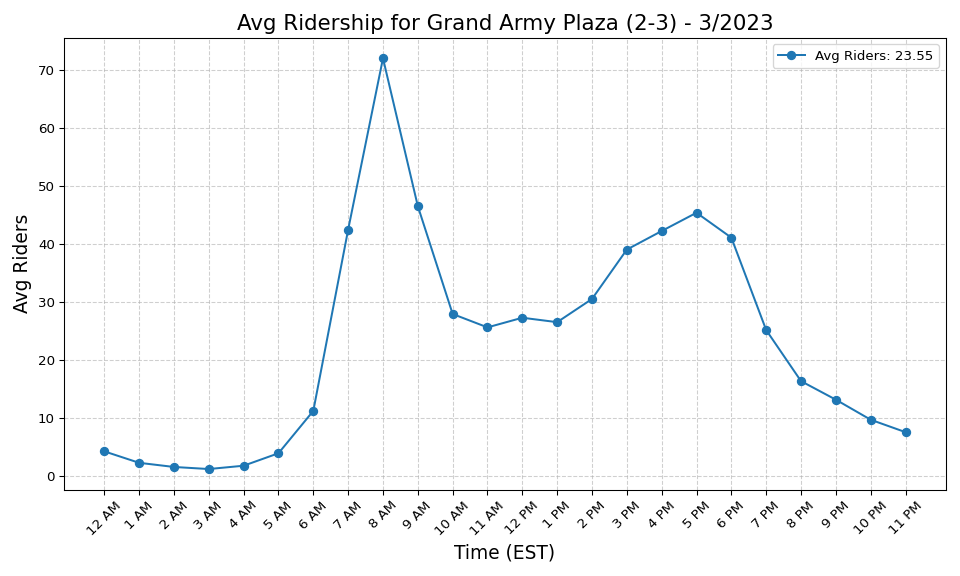 Avg Ridership for Grand Army Plaza (2-3) - 3/2023
Avg Riders: 23.55
Avg Riders
70
60
50
40
30
20
10
0
12 AM
1 AM
2 AM
3 AM
4 AM
5 AM
6 AM
7 AM
8 AM
9 AM
10 AM
11 AM
12 PM
1 PM
2 PM
3 PM
4 PM
5 PM
6 PM
7 PM
8 PM
9 PM
10 PM
11 PM
Time (EST)